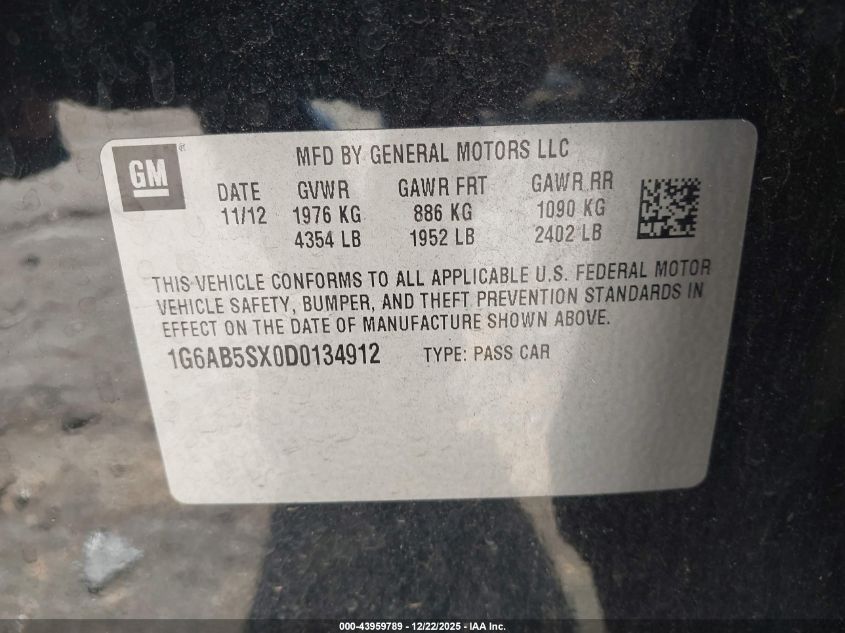 GM
MFD BY GENERAL MOTORS LLC
DATE GVWR GAWR FRT GAWR RR
11/12 1976 KG 886 KG 1090 KG
4354 LB 1952 LB 2402 LB
THIS VEHICLE CONFORMS TO ALL APPLICABLE U.S. FEDERAL MOTOR
VEHICLE SAFETY, BUMPER, AND THEFT PREVENTION STANDARDS IN
EFFECT ON THE DATE OF MANUFACTURE SHOWN ABOVE.
1G6AB5SX0D0134912 TYPE: PASS CAR
000-43959789 - 12/22/2025 - IAA Inc.